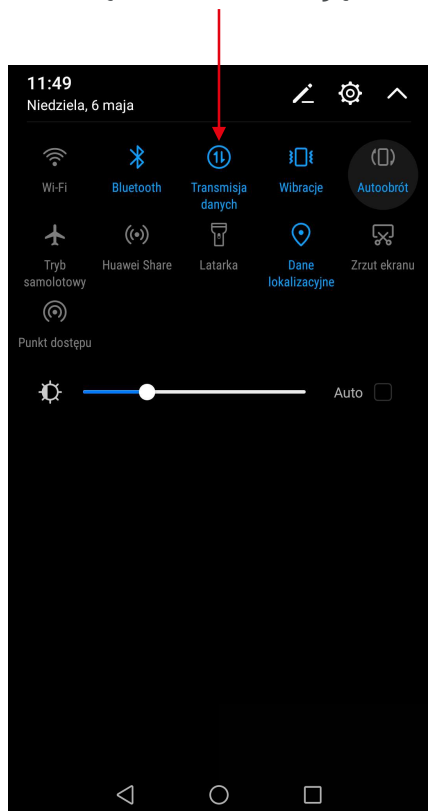 11:49
Niedziela, 6 maja
Wi-Fi Bluetooth Transmisja danych Wibracje Autoobrót
Tryb samolotowy Huawei Share Latarka Dane lokalizacyjne Zrzut ekranu
Punkt dostępu
Auto